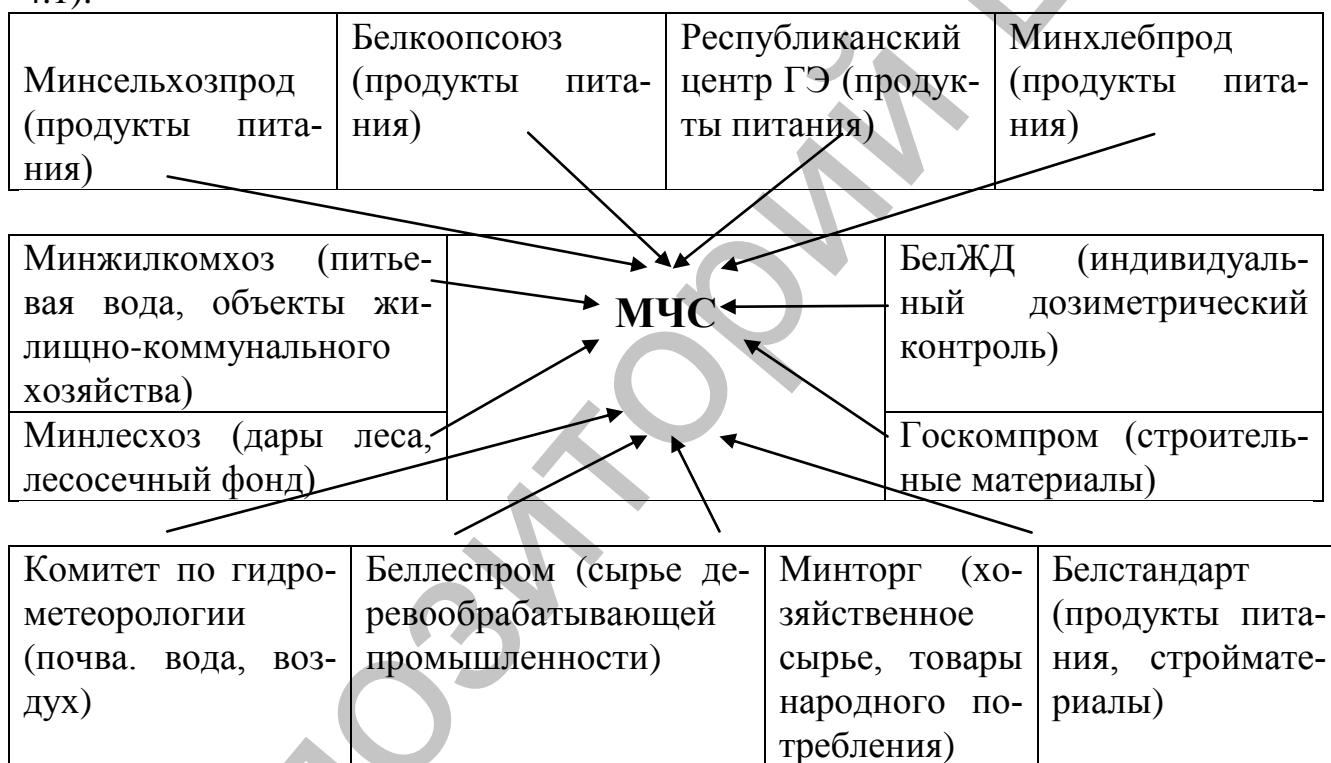 4.1).
Минсельхозпрод
(продукты пита-
ния)
Белкоопсоюз
(продукты пита-
ния)
Республиканский
центр ГЭ (продук-
ты питания)
Минхлебпрод
(продукты пита-
ния)
Минжилкомхоз (питье-
вая вода, объекты жи-
лищно-коммунального
хозяйства)
МЧС
БелЖД (индивидуаль-
ный дозиметрический
контроль)
Минлесхоз (дары леса,
лесосечный фонд)
Госкомпром (строитель-
ные материалы)
Комитет по гидро-
метеорологии
(почва. вода, воз-
дух)
Беллеспром (сырье де-
ревообрабатывающей
промышленности)
Минторг (хо-
зяйственное
сырье, товары
народного по-
требления)
Белстандарт
(продукты пита-
ния, строймате-
риалы)